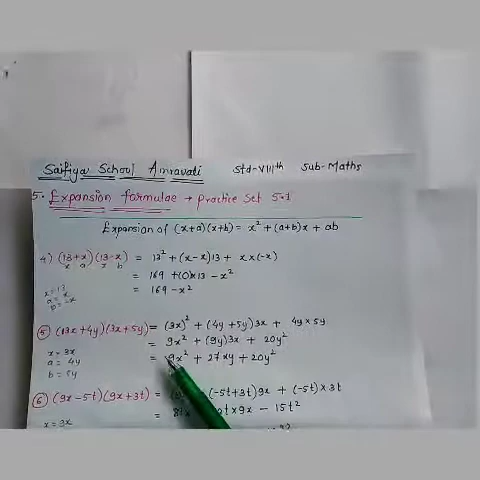 Saifiya School Amravati Std-VIIIth Sub-Maths
5. Expansion formulae → Practice Set 5.1
Expansion of (x+a)(x+b) = x² + (a+b)x + ab
4) (13+x)(13-x) = 13² + (x-x)13 + x×(-x)
x a x b
= 169 + (0)×13 - x²
= 169 - x²
x=13
a=x
b=-x
⑤ (3x+4y)(3x+5y) = (3x)² + (4y+5y)3x + 4y×5y
= 9x² + (9y)3x + 20y²
= 9x² + 27xy + 20y²
x = 3x
a = 4y
b = 5y
⑥ (9x-5t)(9x+3t) = (-5t+3t)9x + (-5t)×3t
= t×9x - 15t²
x = 9x